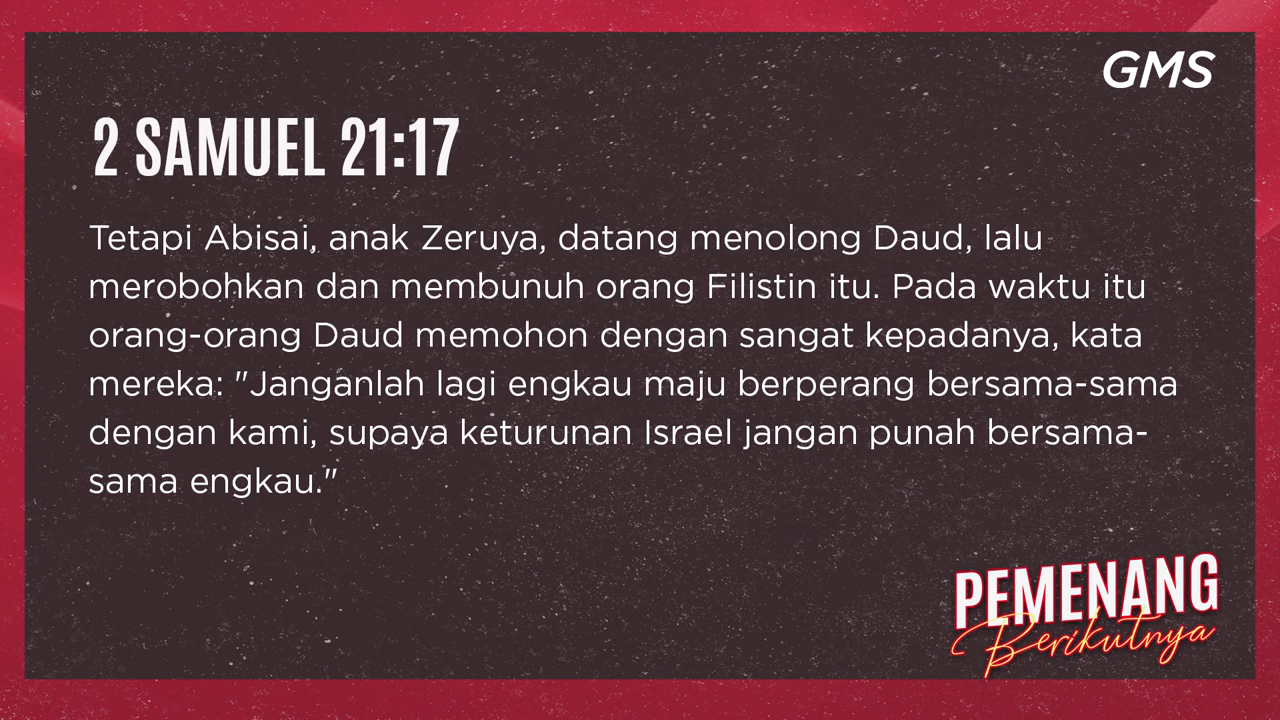 GMS
2 SAMUEL 21:17
Tetapi Abisai, anak Zeruya, datang menolong Daud, lalu
merobohkan dan membunuh orang Filistin itu. Pada waktu itu
orang-orang Daud memohon dengan sangat kepadanya, kata
mereka: "Janganlah lagi engkau maju berperang bersama-sama
dengan kami, supaya keturunan Israel jangan punah bersama-
sama engkau."
PEMENANG
Berikutnya